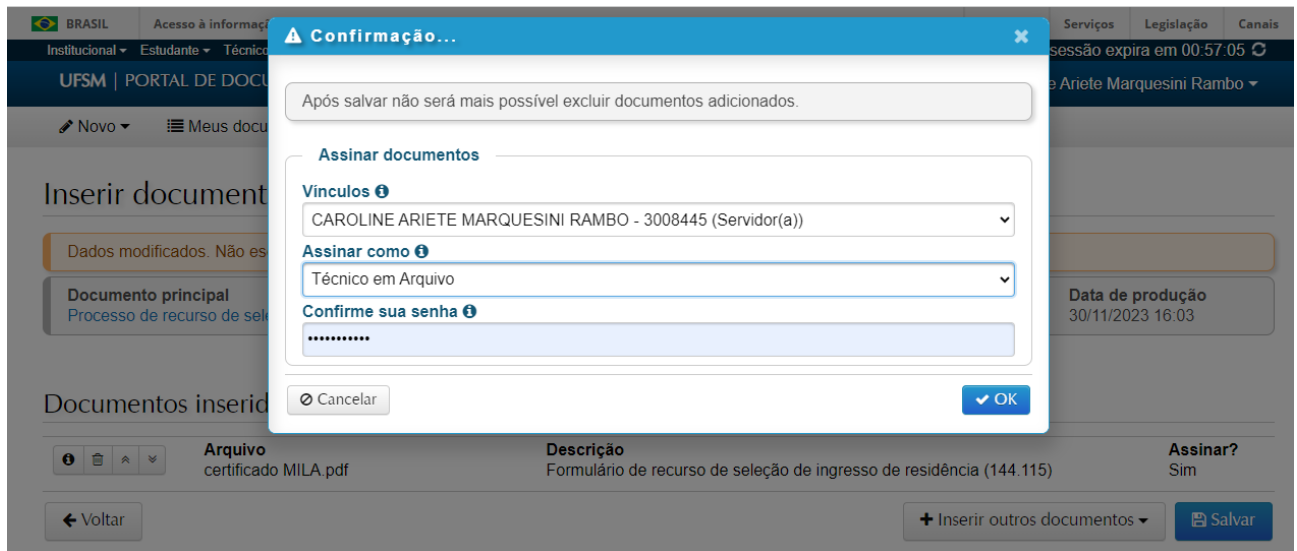 BRASIL Acesso à informaç Serviços Legislação Canais
Institucional Estudante Técnico sessão expira em 00:57:05
UFSM | PORTAL DE DOCU e Ariete Marquesini Rambo
Novo Meus docu
Confirmação...
Após salvar não será mais possível excluir documentos adicionados.
Assinar documentos
Vínculos
CAROLINE ARIETE MARQUESINI RAMBO - 3008445 (Servidor(a))
Assinar como
Técnico em Arquivo
Confirme sua senha
•••••••••••
Cancelar OK
Inserir document
Dados modificados. Não es
Documento principal Data de produção
Processo de recurso de sele 30/11/2023 16:03
Documentos inserid
Arquivo Descrição Assinar?
certificado MILA.pdf Formulário de recurso de seleção de ingresso de residência (144.115) Sim
Voltar Inserir outros documentos Salvar